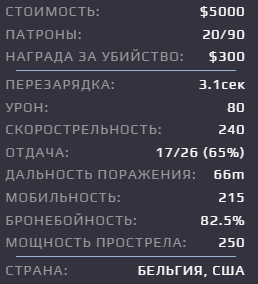 СТОИМОСТЬ: $5000
ПАТРОНЫ: 20/90
НАГРАДА ЗА УБИЙСТВО: $300
ПЕРЕЗАРЯДКА: 3.1сек
УРОН: 80
СКОРОСТРЕЛЬНОСТЬ: 240
ОТДАЧА: 17/26 (65%)
ДАЛЬНОСТЬ ПОРАЖЕНИЯ: 66m
МОБИЛЬНОСТЬ: 215
БРОНЕБОЙНОСТЬ: 82.5%
МОЩНОСТЬ ПРОСТРЕЛА: 250
СТРАНА: БЕЛЬГИЯ, США